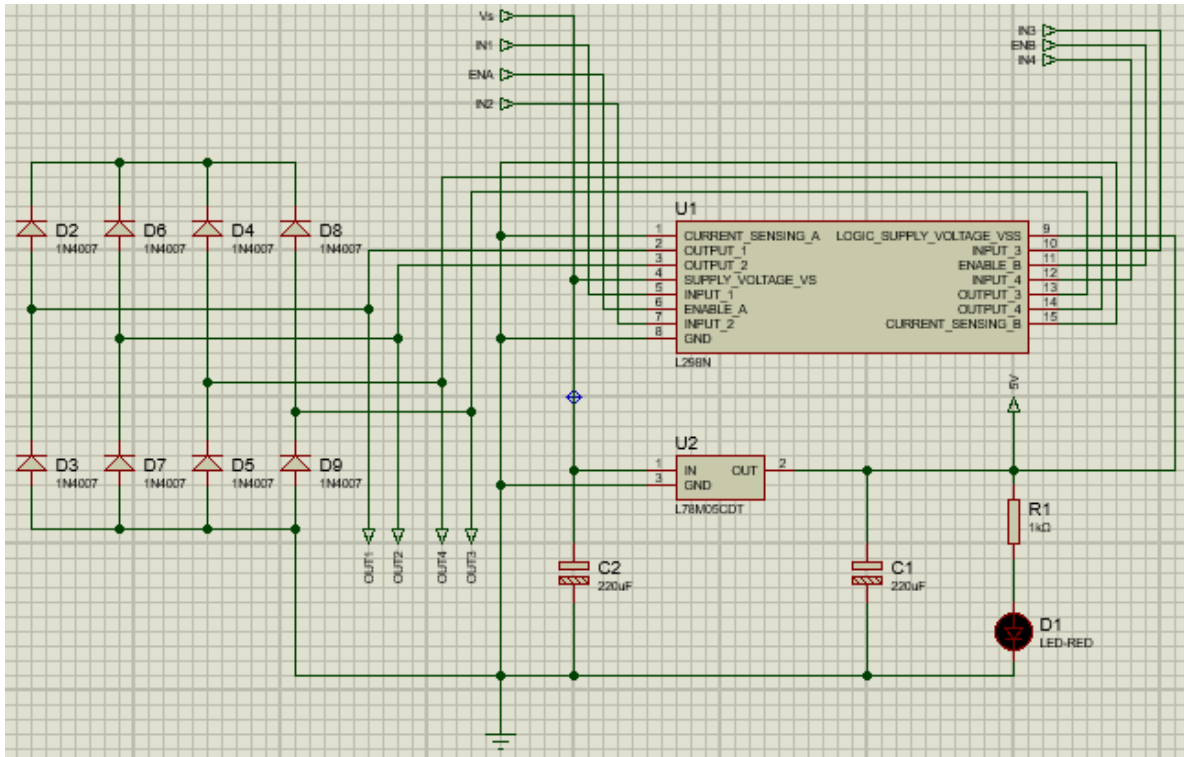 Vs
IN1
ENA
IN2
IN3
ENB
IN4
D2
1N4007
D6
1N4007
D4
1N4007
D8
1N4007
U1
1
2
3
4
5
6
7
8
CURRENT_SENSING_A
OUTPUT_1
OUTPUT_2
SUPPLY_VOLTAGE_VS
INPUT_1
ENABLE_A
INPUT_2
GND
LOGIC_SUPPLY_VOLTAGE_VSS
INPUT_3
ENABLE_B
INPUT_4
OUTPUT_3
OUTPUT_4
CURRENT_SENSING_B
9
10
11
12
13
14
15
L298N
5V
D3
1N4007
D7
1N4007
D5
1N4007
D9
1N4007
OUT1
OUT2
OUT4
OUT3
U2
1
3
IN
GND
OUT
2
L78M05CDT
R1
1kΩ
C2
220uF
C1
220uF
D1
LED-RED